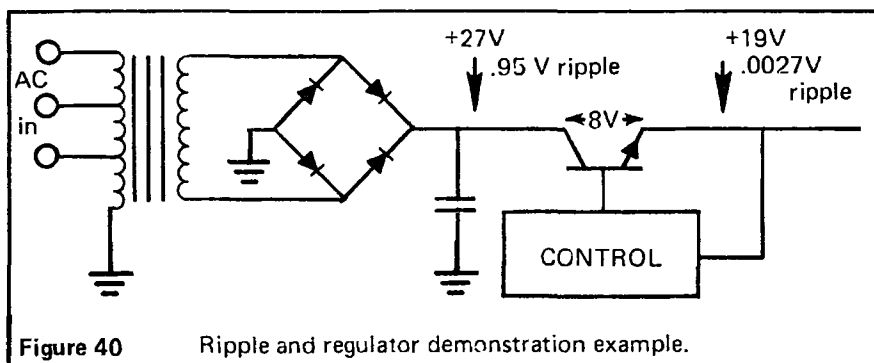 +27V
.95 V ripple
+19V
.0027V
ripple
AC
in
8V
CONTROL
Figure 40 Ripple and regulator demonstration example.